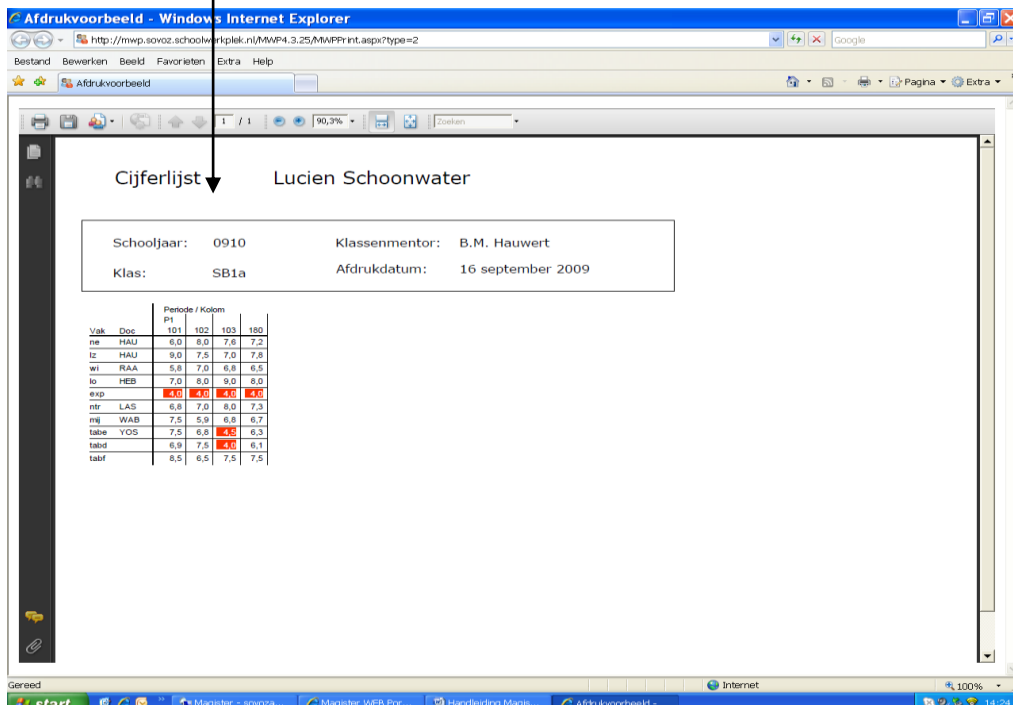 Afdrukvoorbeeld - Windows Internet Explorer
http://mwp.sovoz.schoolwerkplek.nl/MWP4.3.25/MWPPrint.aspx?type=2
Google
Bestand Bewerken Beeld Favorieten Extra Help
Afdrukvoorbeeld
Pagina Extra
1 / 1 90,3% Zoeken
Cijferlijst Lucien Schoonwater
Schooljaar: 0910 Klassenmentor: B.M. Hauwert
Klas: SB1a Afdrukdatum: 16 september 2009
Periode / Kolom
P1
Vak Doc 101 102 103 180
ne HAU 6,0 8,0 7,6 7,2
lz HAU 9,0 7,5 7,0 7,8
wi RAA 5,8 7,0 6,8 6,5
lo HEB 7,0 8,0 9,0 8,0
exp 4,0 4,0 4,0 4,0
ntr LAS 6,8 7,0 8,0 7,3
mij WAB 7,5 5,9 6,8 6,7
tabe YOS 7,5 6,8 4,5 6,3
tabd 6,9 7,5 4,0 6,1
tabf 8,5 6,5 7,5 7,5
Gereed Internet 100%
start Magister - sovoza... Magister WEB Por... Handleiding Magis... Afdrukvoorbeeld - ... 14:24